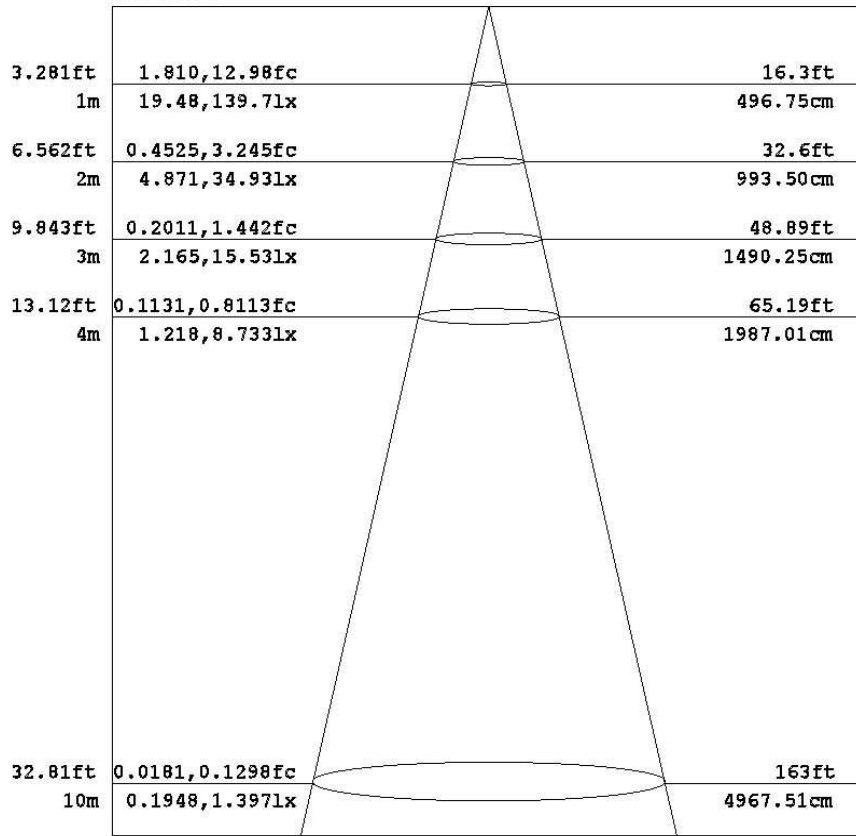 3.281ft 1.810,12.98fc 16.3ft
1m 19.48,139.7lx 496.75cm
6.562ft 0.4525,3.245fc 32.6ft
2m 4.871,34.93lx 993.50cm
9.843ft 0.2011,1.442fc 48.89ft
3m 2.165,15.53lx 1490.25cm
13.12ft 0.1131,0.8113fc 65.19ft
4m 1.218,8.733lx 1987.01cm
32.81ft 0.0181,0.1298fc 163ft
10m 0.1948,1.397lx 4967.51cm